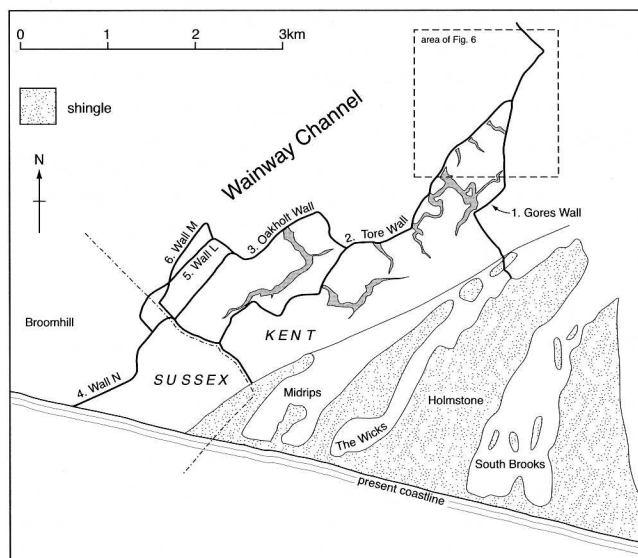 0 1 2 3km
area of Fig. 6
shingle
Wainway Channel
N
1. Gores Wall
3. Oakholt Wall
2. Tore Wall
6. Wall M
5. Wall L
Broomhill
KENT
4. Wall N
SUSSEX
Midrips
Holmstone
The Wicks
South Brooks
present coastline